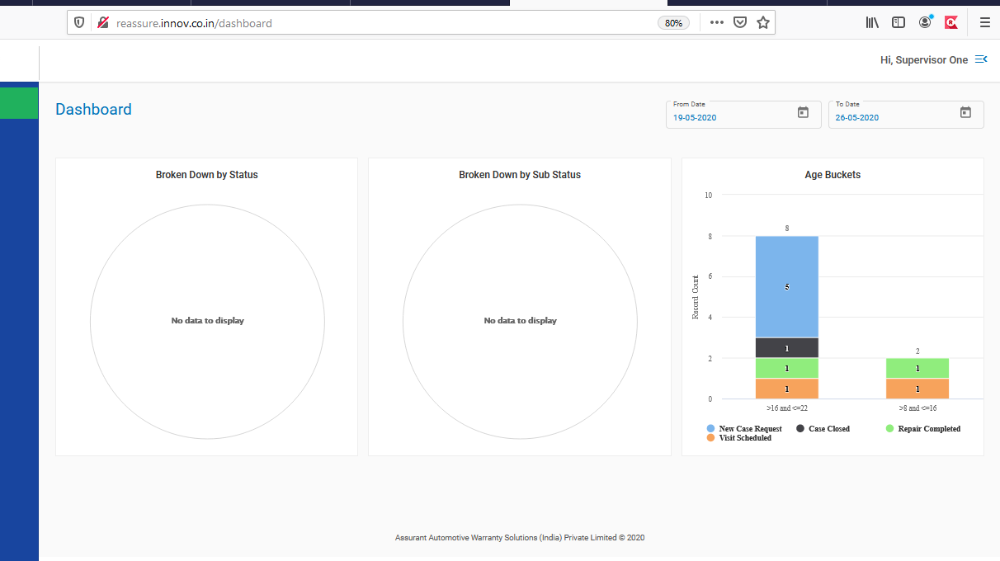 reassure.innov.co.in/dashboard
80%
Hi, Supervisor One
Dashboard
From Date
19-05-2020
To Date
26-05-2020
Broken Down by Status
No data to display
Broken Down by Sub Status
No data to display
Age Buckets
Record Count
10
8
6
4
2
0
8
5
1
1
1
2
1
1
>16 and <=22
>8 and <=16
New Case Request
Case Closed
Repair Completed
Visit Scheduled
Assurant Automotive Warranty Solutions (India) Private Limited © 2020